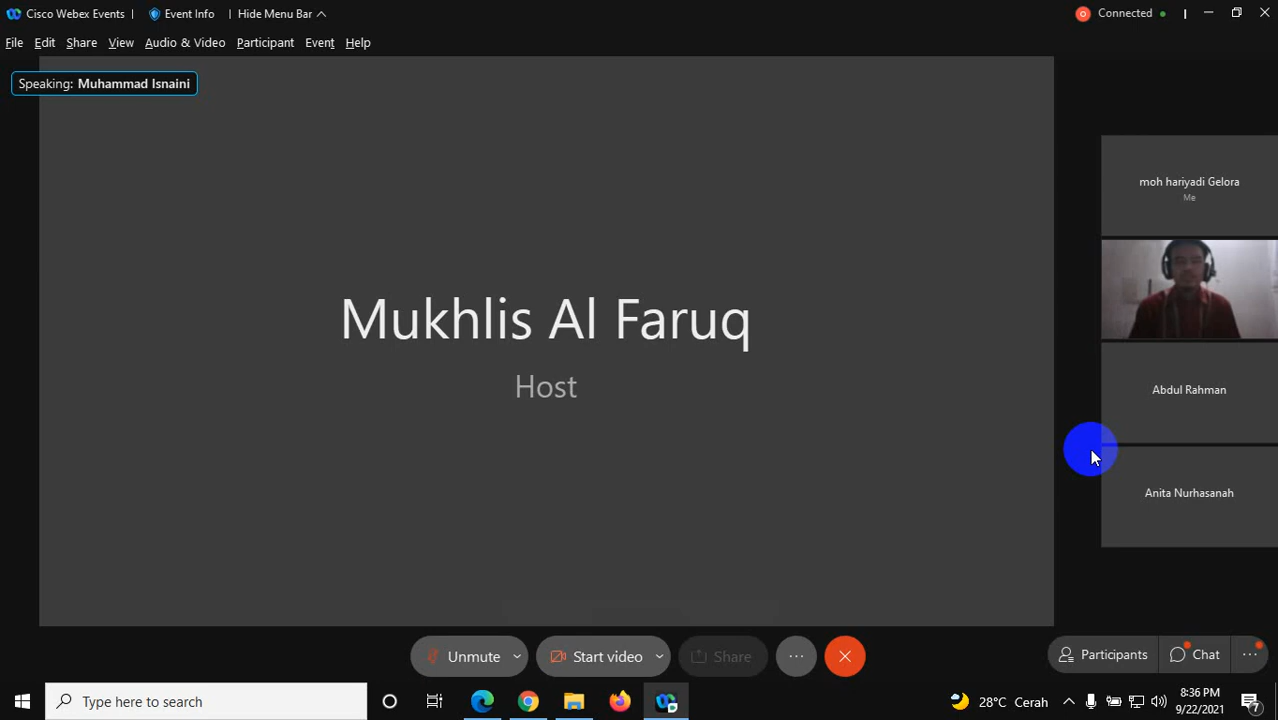 Cisco Webex Events
Event Info
Hide Menu Bar
Connected
File Edit Share View Audio & Video Participant Event Help
Speaking: Muhammad Isnaini
moh hariyadi Gelora
Me
Mukhlis Al Faruq
Host
Abdul Rahman
Anita Nurhasanah
Unmute
Start video
Share
Participants
Chat
Type here to search
28°C Cerah
8:36 PM
9/22/2021
7